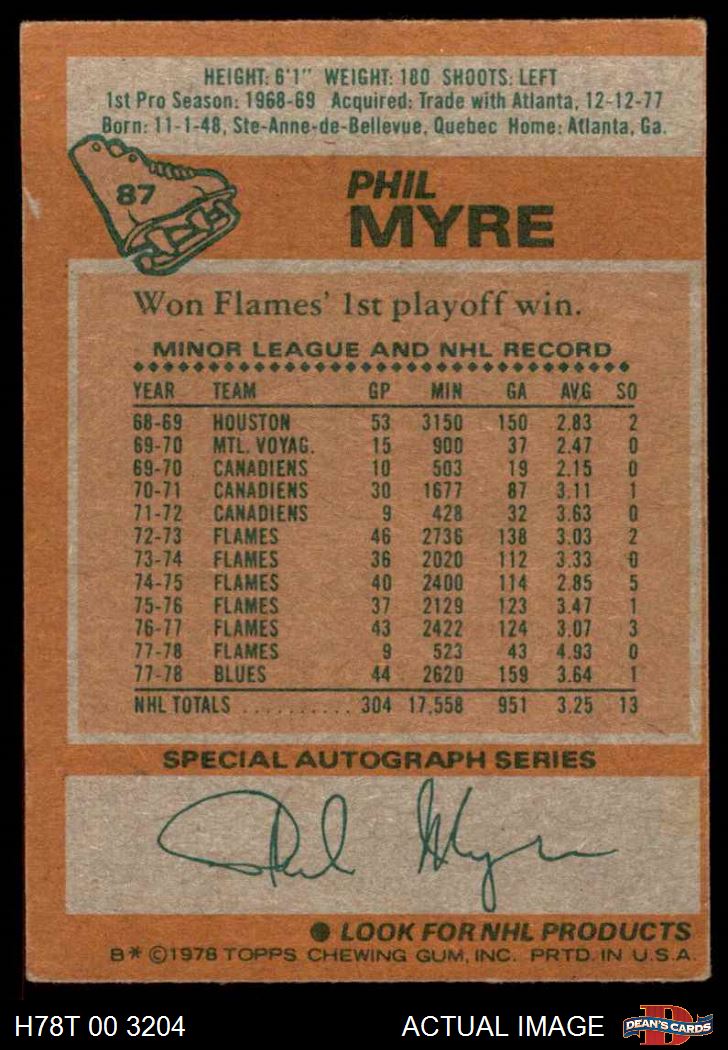 HEIGHT: 6'1" WEIGHT: 180 SHOOTS: LEFT
1st Pro Season: 1968-69 Acquired: Trade with Atlanta, 12-12-77
Born: 11-1-48, Ste-Anne-de-Bellevue, Quebec Home: Atlanta, Ga.
87
PHIL
MYRE
Won Flames' 1st playoff win.
MINOR LEAGUE AND NHL RECORD
YEAR TEAM GP MIN GA AVG SO
68-69 HOUSTON 53 3150 150 2.83 2
69-70 MTL. VOYAG. 15 900 37 2.47 0
69-70 CANADIENS 10 503 19 2.15 0
70-71 CANADIENS 30 1677 87 3.11 1
71-72 CANADIENS 9 428 32 3.63 0
72-73 FLAMES 46 2736 138 3.03 2
73-74 FLAMES 36 2020 112 3.33 0
74-75 FLAMES 40 2400 114 2.85 5
75-76 FLAMES 37 2129 123 3.47 1
76-77 FLAMES 43 2422 124 3.07 3
77-78 FLAMES 9 523 43 4.93 0
77-78 BLUES 44 2620 159 3.64 1
NHL TOTALS .......... 304 17,558 951 3.25 13
SPECIAL AUTOGRAPH SERIES
Phil Myre
● LOOK FOR NHL PRODUCTS
B* ©1978 TOPPS CHEWING GUM, INC. PRTD. IN U.S.A.
H78T 00 3204 ACTUAL IMAGE DEAN'S CARDS